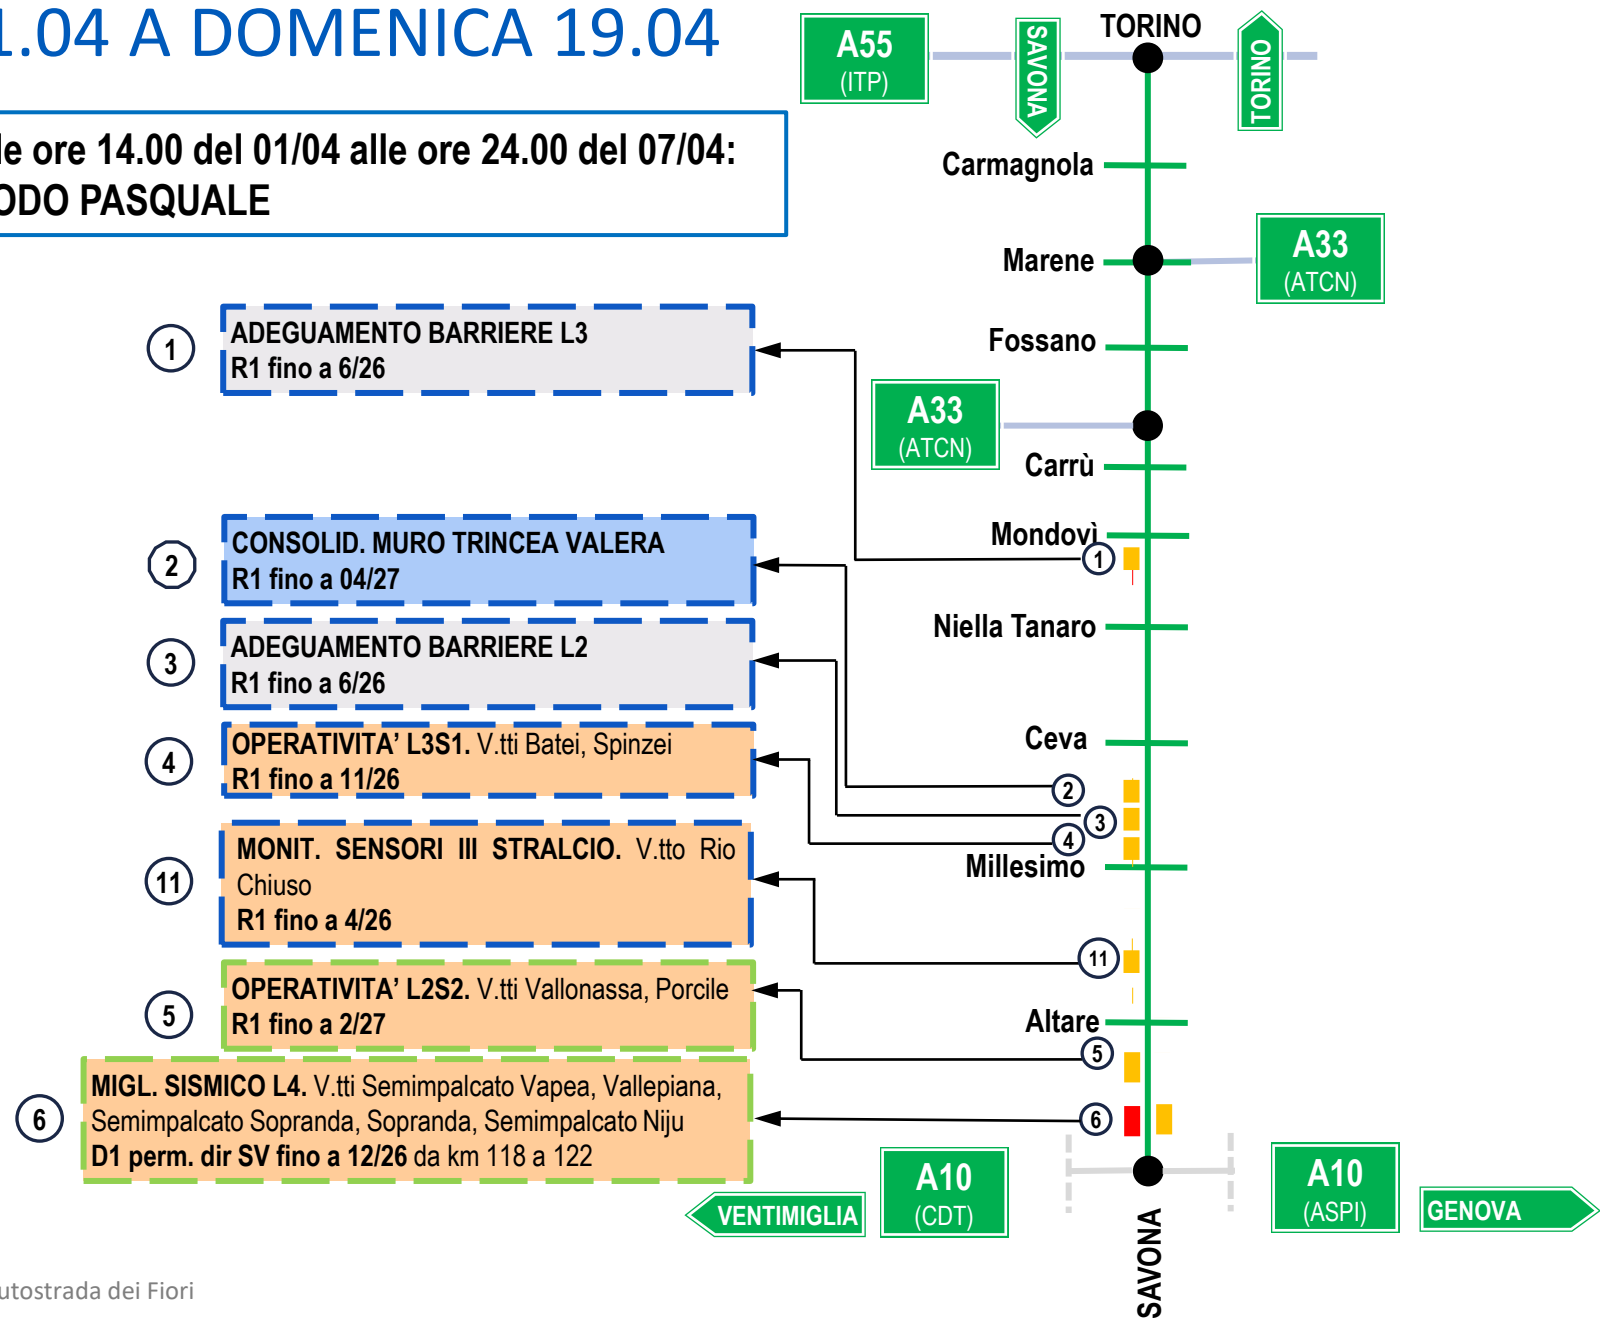 1.04 A DOMENICA 19.04
le ore 14.00 del 01/04 alle ore 24.00 del 07/04:
ODO PASQUALE
A55
(ITP)
SAVONA
TORINO
TORINO
Carmagnola
Marene
A33
(ATCN)
Fossano
A33
(ATCN)
Carrù
Mondovì
1
Niella Tanaro
Ceva
2
3
4
Millesimo
11
Altare
5
6
1
ADEGUAMENTO BARRIERE L3
R1 fino a 6/26
2
CONSOLID. MURO TRINCEA VALERA
R1 fino a 04/27
3
ADEGUAMENTO BARRIERE L2
R1 fino a 6/26
4
OPERATIVITA' L3S1. V.tti Batei, Spinzei
R1 fino a 11/26
11
MONIT. SENSORI III STRALCIO. V.tto Rio
Chiuso
R1 fino a 4/26
5
OPERATIVITA' L2S2. V.tti Vallonassa, Porcile
R1 fino a 2/27
6
MIGL. SISMICO L4. V.tti Semimpalcato Vapea, Vallepiana,
Semimpalcato Sopranda, Sopranda, Semimpalcato Niju
D1 perm. dir SV fino a 12/26 da km 118 a 122
VENTIMIGLIA
A10
(CDT)
SAVONA
A10
(ASPI)
GENOVA
utostrada dei Fiori